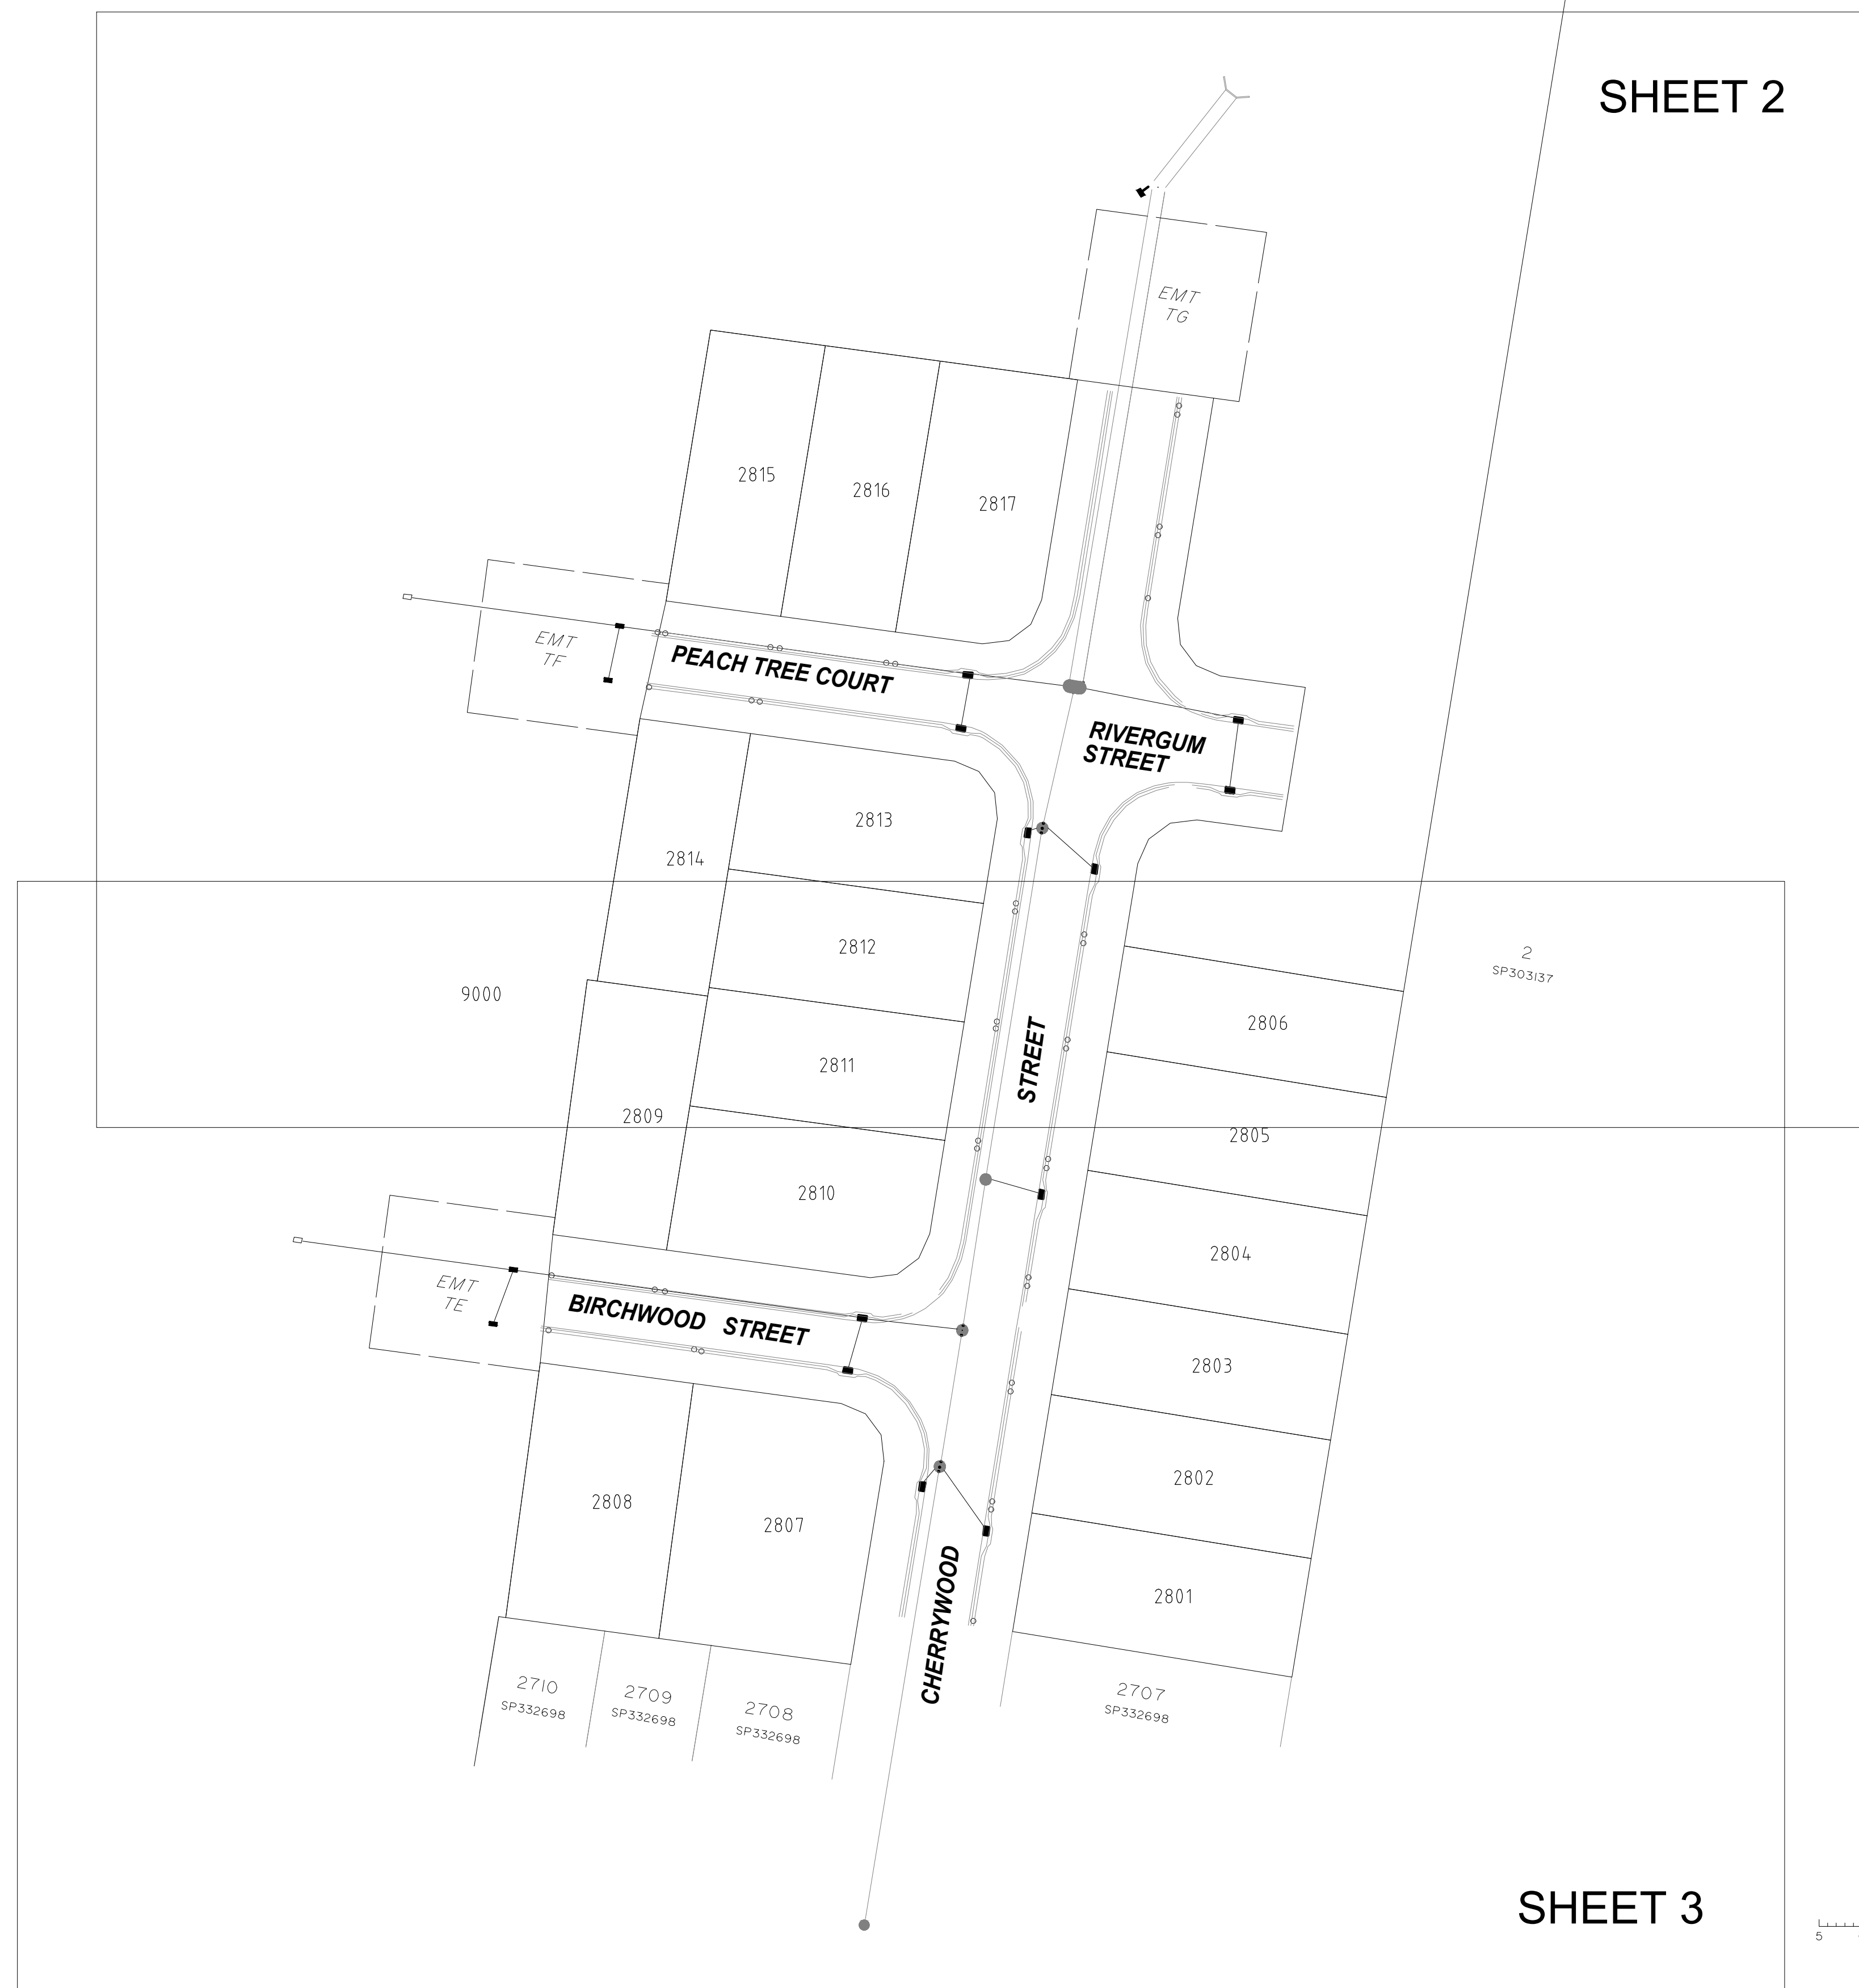 SHEET 2
EMT
TG
2815
2816
2817
EMT
TF
PEACH TREE COURT
RIVERGUM
STREET
2813
2814
2812
9000
2
SP303137
2806
STREET
2811
2809
2805
2810
2804
EMT
TE
BIRCHWOOD STREET
2803
2802
2808
2807
2801
CHERRYWOOD
2710
SP332698
2709
SP332698
2708
SP332698
2707
SP332698
SHEET 3
5